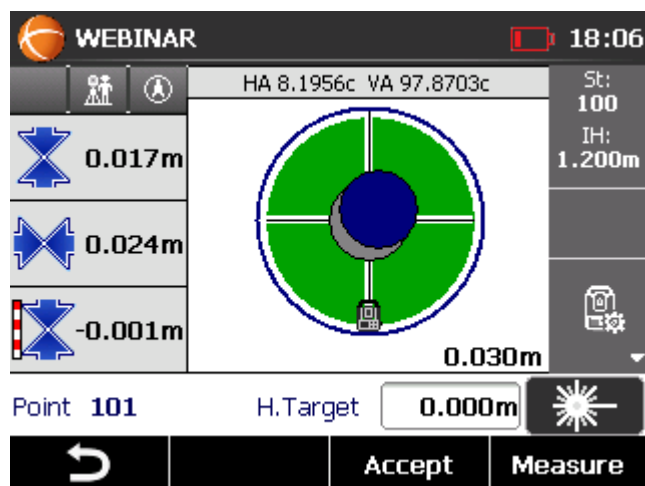 WEBINAR 18:06
HA 8.1956c VA 97.8703c
St:
100
IH:
1.200m
0.017m
0.024m
-0.001m
0.030m
Point 101 H.Target 0.000m
Accept Measure